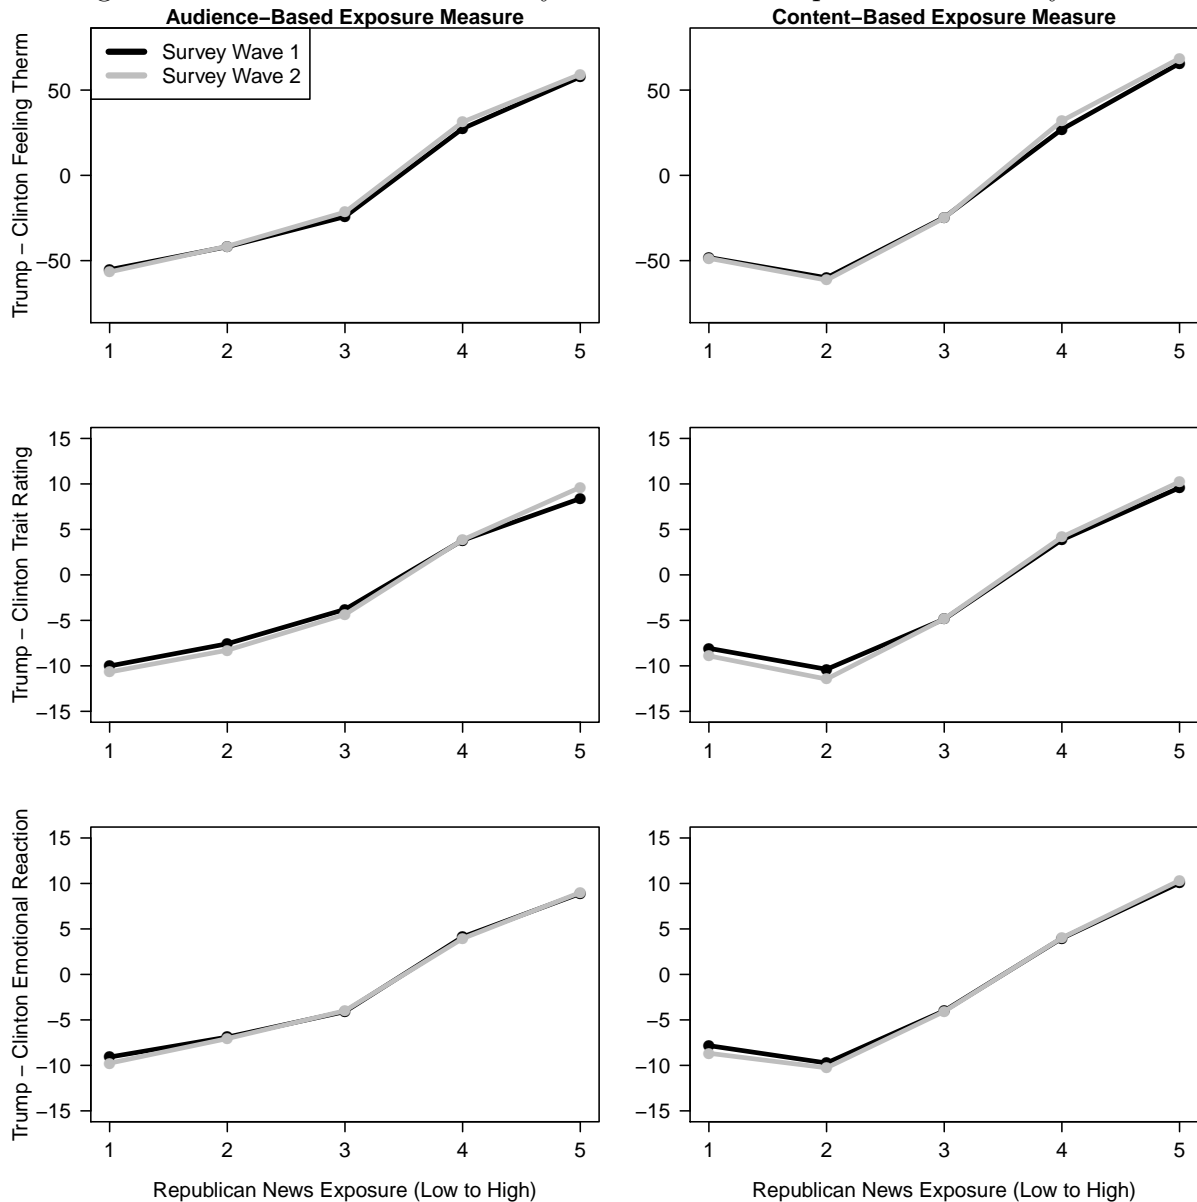 Audience−Based Exposure Measure
Content−Based Exposure Measure
Survey Wave 1
Survey Wave 2
Trump − Clinton Feeling Therm
50
0
−50
1 2 3 4 5
50
0
−50
1 2 3 4 5
Trump − Clinton Trait Rating
15
10
5
0
−5
−10
−15
1 2 3 4 5
15
10
5
0
−5
−10
−15
1 2 3 4 5
Trump − Clinton Emotional Reaction
15
10
5
0
−5
−10
−15
1 2 3 4 5
Republican News Exposure (Low to High)
15
10
5
0
−5
−10
−15
1 2 3 4 5
Republican News Exposure (Low to High)